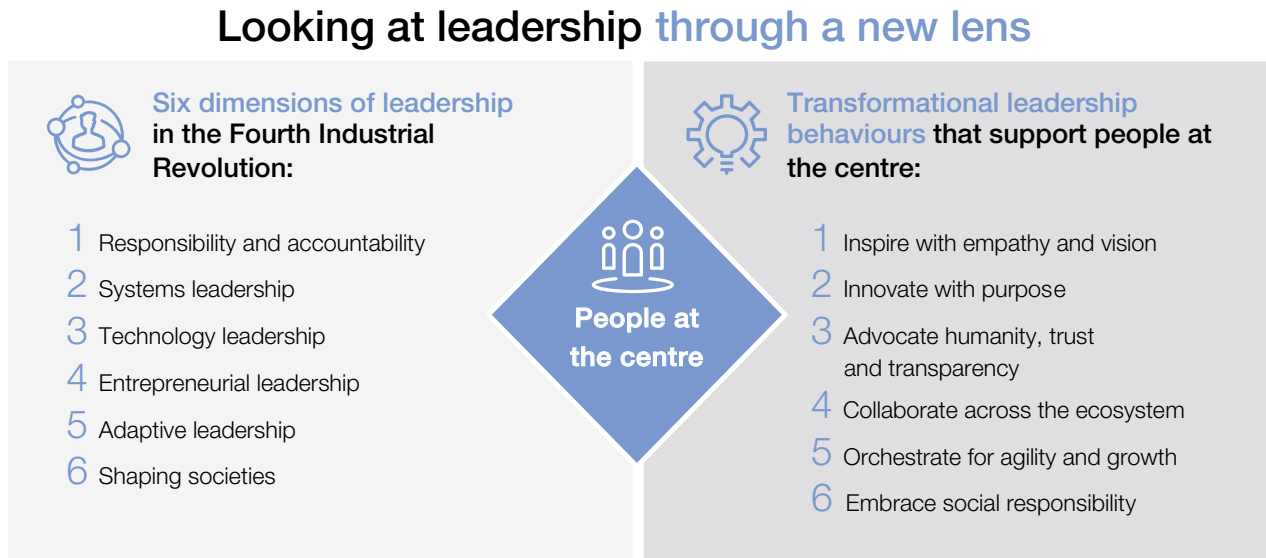 Looking at leadership through a new lens
Six dimensions of leadership
in the Fourth Industrial
Revolution:
1 Responsibility and accountability
2 Systems leadership
3 Technology leadership
4 Entrepreneurial leadership
5 Adaptive leadership
6 Shaping societies
People at
the centre
Transformational leadership
behaviours that support people at
the centre:
1 Inspire with empathy and vision
2 Innovate with purpose
3 Advocate humanity, trust
and transparency
4 Collaborate across the ecosystem
5 Orchestrate for agility and growth
6 Embrace social responsibility